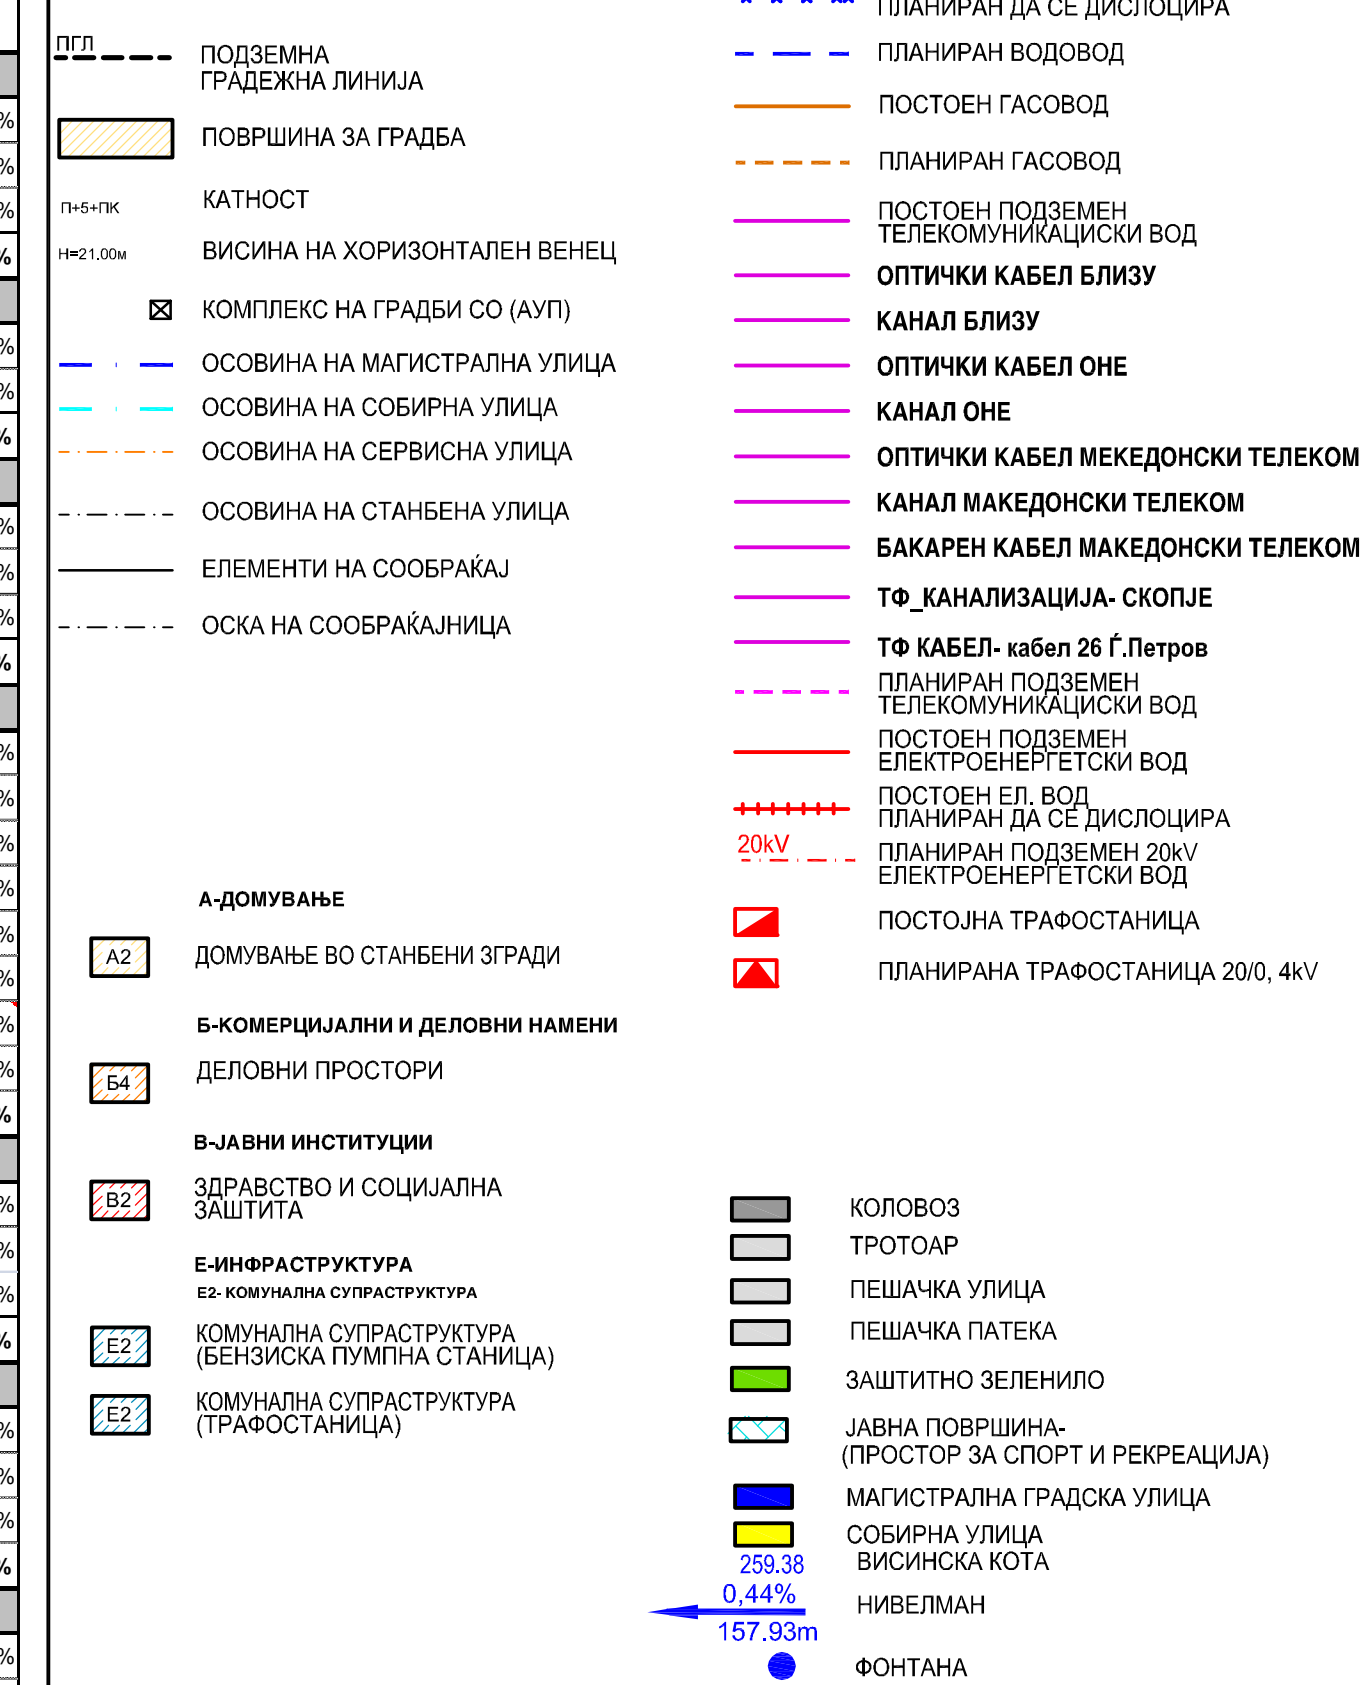 ПГЛ
ПОДЗЕМНА
ГРАДЕЖНА ЛИНИЈА
ПОВРШИНА ЗА ГРАДБА
П+5+ПК
КАТНОСТ
Н=21.00м
ВИСИНА НА ХОРИЗОНТАЛЕН ВЕНЕЦ
КОМПЛЕКС НА ГРАДБИ СО (АУП)
ОСОВИНА НА МАГИСТРАЛНА УЛИЦА
ОСОВИНА НА СОБИРНА УЛИЦА
ОСОВИНА НА СЕРВИСНА УЛИЦА
ОСОВИНА НА СТАНБЕНА УЛИЦА
ЕЛЕМЕНТИ НА СООБРАЌАЈ
ОСКА НА СООБРАЌАЈНИЦА
А-ДОМУВАЊЕ
А2
ДОМУВАЊЕ ВО СТАНБЕНИ ЗГРАДИ
Б-КОМЕРЦИЈАЛНИ И ДЕЛОВНИ НАМЕНИ
Б4
ДЕЛОВНИ ПРОСТОРИ
В-ЈАВНИ ИНСТИТУЦИИ
В2
ЗДРАВСТВО И СОЦИЈАЛНА
ЗАШТИТА
Е-ИНФРАСТРУКТУРА
Е2- КОМУНАЛНА СУПРАСТРУКТУРА
Е2
КОМУНАЛНА СУПРАСТРУКТУРА
(БЕНЗИСКА ПУМПНА СТАНИЦА)
Е2
КОМУНАЛНА СУПРАСТРУКТУРА
(ТРАФОСТАНИЦА)
ПЛАНИРАН ДА СЕ ДИСЛОЦИРА
ПЛАНИРАН ВОДОВОД
ПОСТОЕН ГАСОВОД
ПЛАНИРАН ГАСОВОД
ПОСТОЕН ПОДЗЕМЕН
ТЕЛЕКОМУНИКАЦИСКИ ВОД
ОПТИЧКИ КАБЕЛ БЛИЗУ
КАНАЛ БЛИЗУ
ОПТИЧКИ КАБЕЛ ОНЕ
КАНАЛ ОНЕ
ОПТИЧКИ КАБЕЛ МЕКЕДОНСКИ ТЕЛЕКОМ
КАНАЛ МАКЕДОНСКИ ТЕЛЕКОМ
БАКАРЕН КАБЕЛ МАКЕДОНСКИ ТЕЛЕКОМ
ТФ_КАНАЛИЗАЦИЈА- СКОПЈЕ
ТФ КАБЕЛ- кабел 26 Ѓ.Петров
ПЛАНИРАН ПОДЗЕМЕН
ТЕЛЕКОМУНИКАЦИСКИ ВОД
ПОСТОЕН ПОДЗЕМЕН
ЕЛЕКТРОЕНЕРГЕТСКИ ВОД
ПОСТОЕН ЕЛ. ВОД
ПЛАНИРАН ДА СЕ ДИСЛОЦИРА
20kV
ПЛАНИРАН ПОДЗЕМЕН 20kV
ЕЛЕКТРОЕНЕРГЕТСКИ ВОД
ПОСТОЈНА ТРАФОСТАНИЦА
ПЛАНИРАНА ТРАФОСТАНИЦА 20/0, 4kV
КОЛОВОЗ
ТРОТОАР
ПЕШАЧКА УЛИЦА
ПЕШАЧКА ПАТЕКА
ЗАШТИТНО ЗЕЛЕНИЛО
ЈАВНА ПОВРШИНА-
(ПРОСТОР ЗА СПОРТ И РЕКРЕАЦИЈА)
МАГИСТРАЛНА ГРАДСКА УЛИЦА
СОБИРНА УЛИЦА
259.38
ВИСИНСКА КОТА
0,44%
НИВЕЛМАН
157.93m
ФОНТАНА